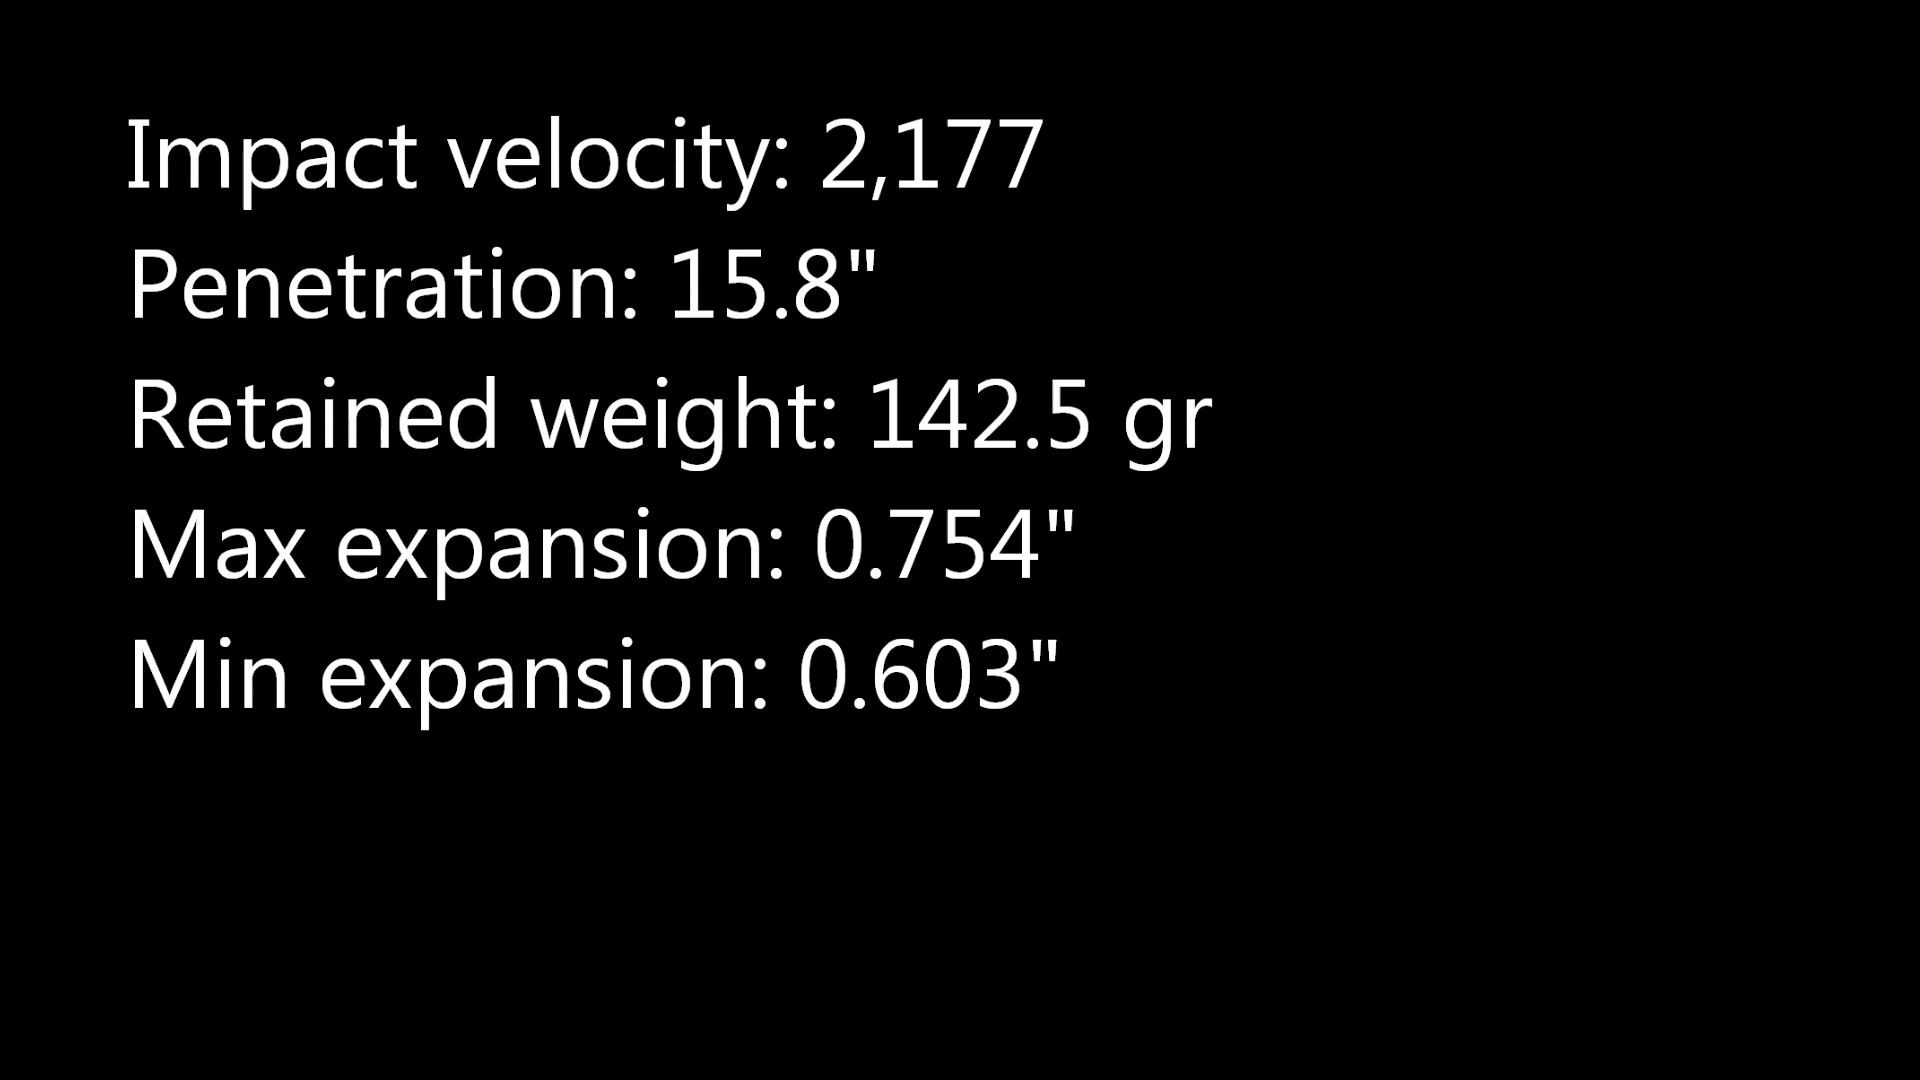 Impact velocity: 2,177
Penetration: 15.8"
Retained weight: 142.5 gr
Max expansion: 0.754"
Min expansion: 0.603"